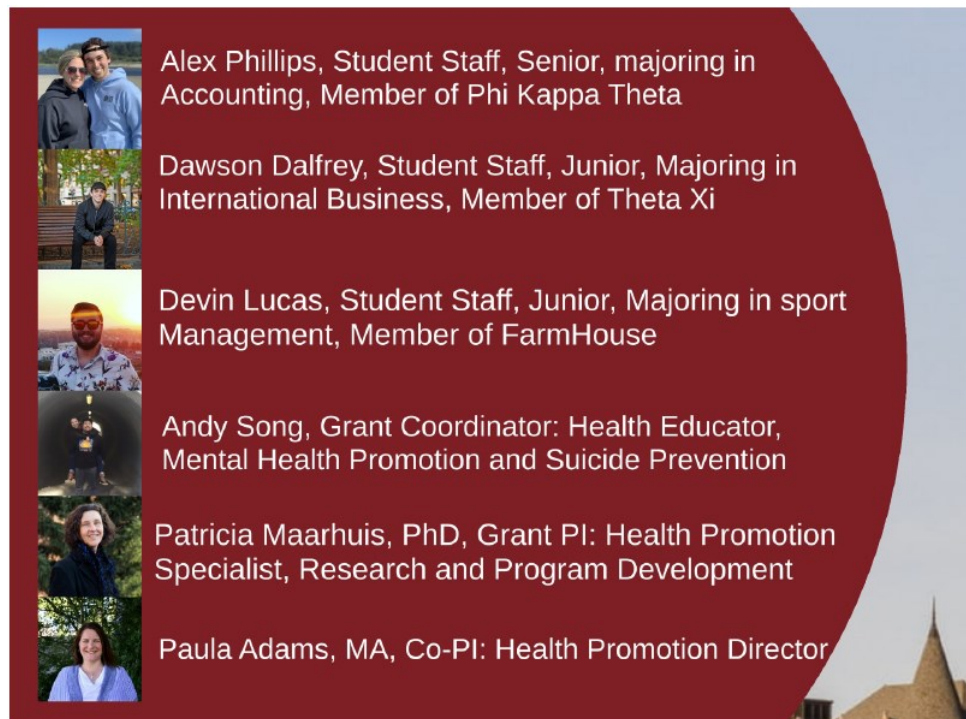 Alex Phillips, Student Staff, Senior, majoring in
Accounting, Member of Phi Kappa Theta
Dawson Dalfrey, Student Staff, Junior, Majoring in
International Business, Member of Theta Xi
Devin Lucas, Student Staff, Junior, Majoring in sport
Management, Member of FarmHouse
Andy Song, Grant Coordinator: Health Educator,
Mental Health Promotion and Suicide Prevention
Patricia Maarhuis, PhD, Grant PI: Health Promotion
Specialist, Research and Program Development
Paula Adams, MA, Co-PI: Health Promotion Director